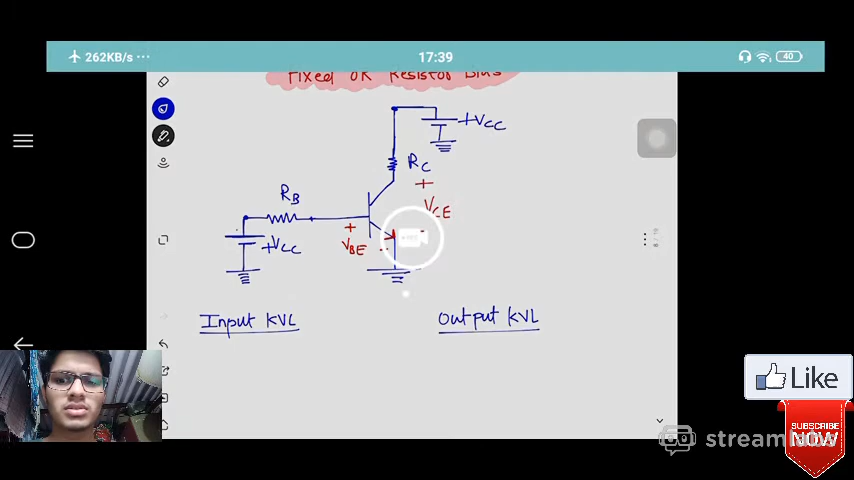 262KB/s ...
17:39
40
Fixed OR Resistor Bias
+VCC
RC
+
RB
VCE
+
+VCC
VBE
Input KVL
Output KVL
Like
SUBSCRIBE
NOW
streamlabs